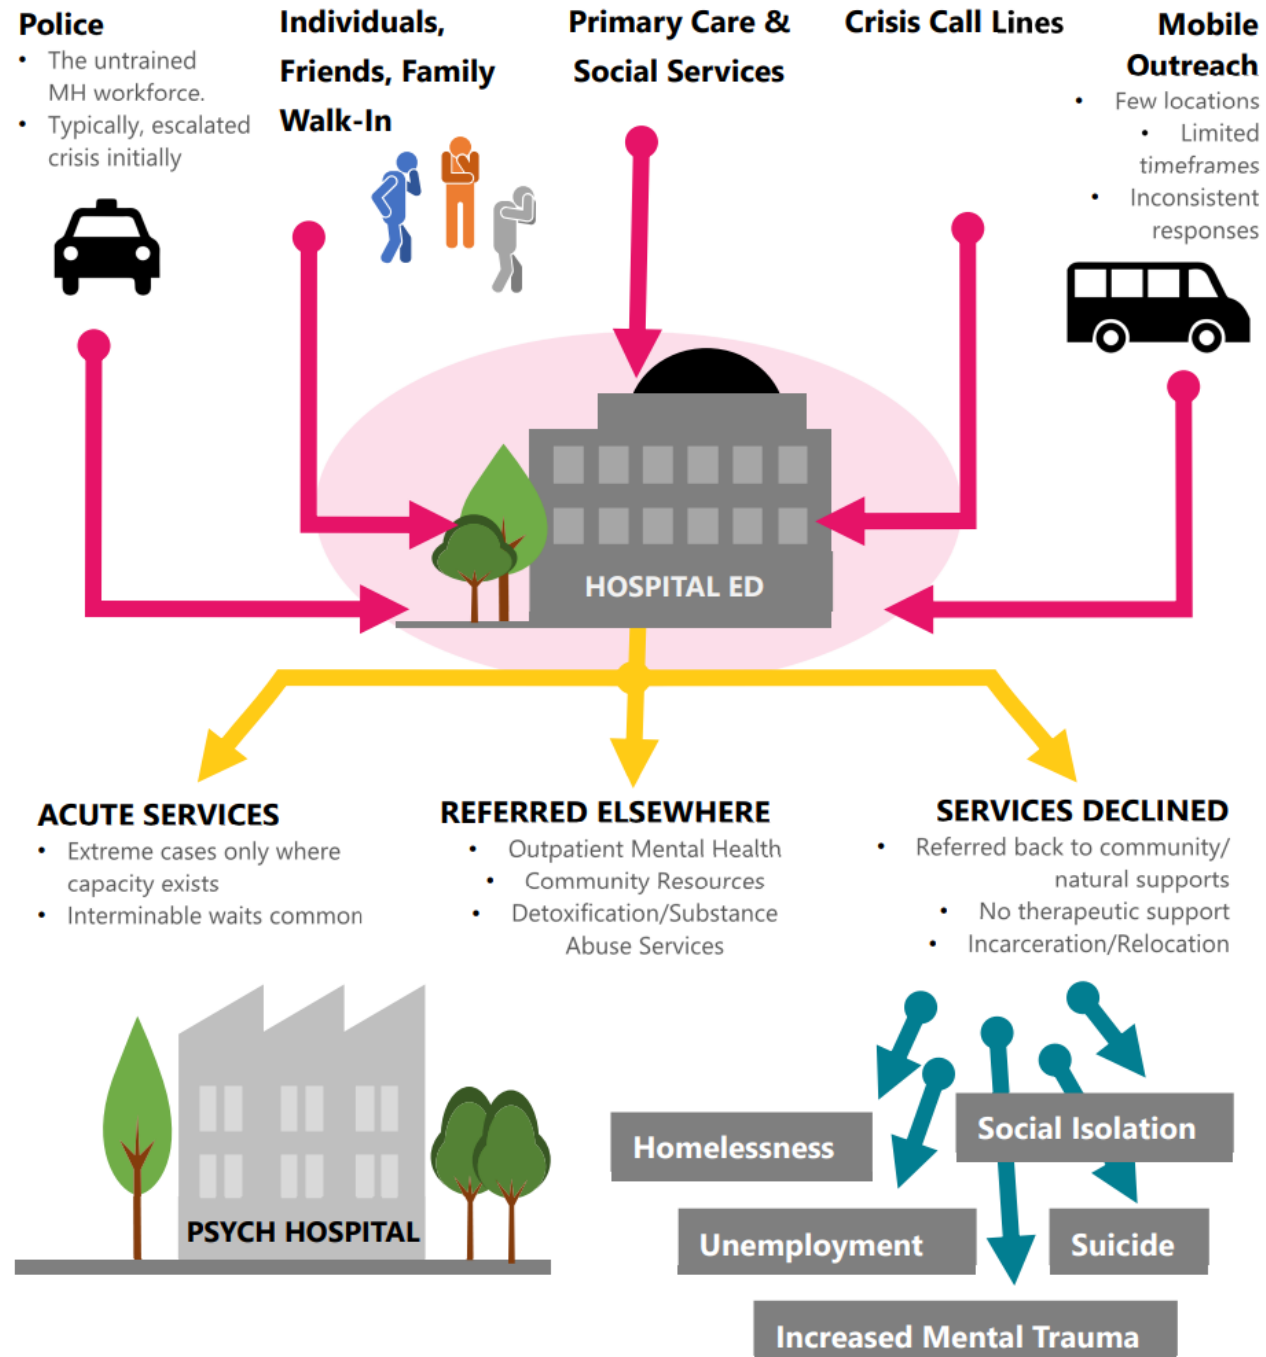 Police
• The untrained
MH workforce.
• Typically, escalated
crisis initially
Individuals,
Friends, Family
Walk-In
Primary Care &
Social Services
Crisis Call Lines
Mobile
Outreach
• Few locations
• Limited
timeframes
• Inconsistent
responses
HOSPITAL ED
ACUTE SERVICES
• Extreme cases only where
capacity exists
• Interminable waits common
REFERRED ELSEWHERE
• Outpatient Mental Health
• Community Resources
• Detoxification/Substance
Abuse Services
SERVICES DECLINED
• Referred back to community/
natural supports
• No therapeutic support
• Incarceration/Relocation
PSYCH HOSPITAL
Homelessness
Social Isolation
Unemployment
Suicide
Increased Mental Trauma